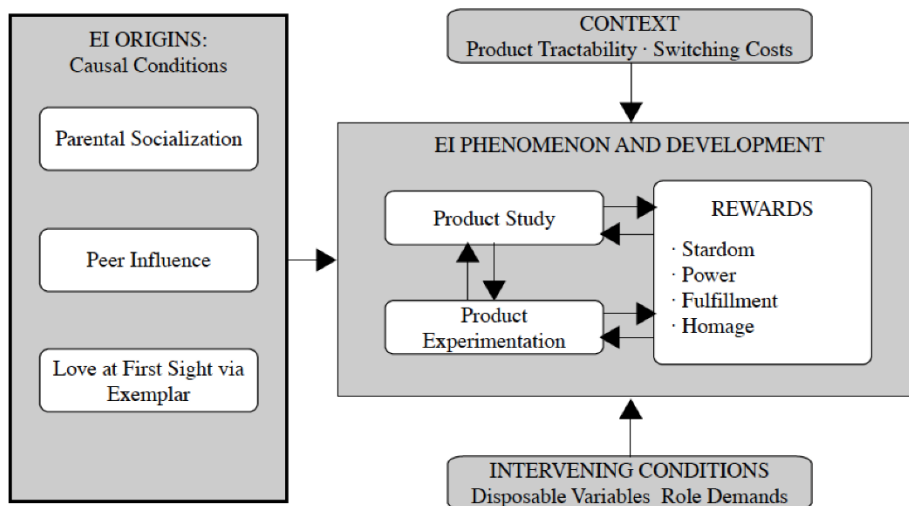 EI ORIGINS:
Causal Conditions
Parental Socialization
Peer Influence
Love at First Sight via
Exemplar
CONTEXT
Product Tractability · Switching Costs
EI PHENOMENON AND DEVELOPMENT
Product Study
Product
Experimentation
REWARDS
· Stardom
· Power
· Fulfillment
· Homage
INTERVENING CONDITIONS
Disposable Variables Role Demands